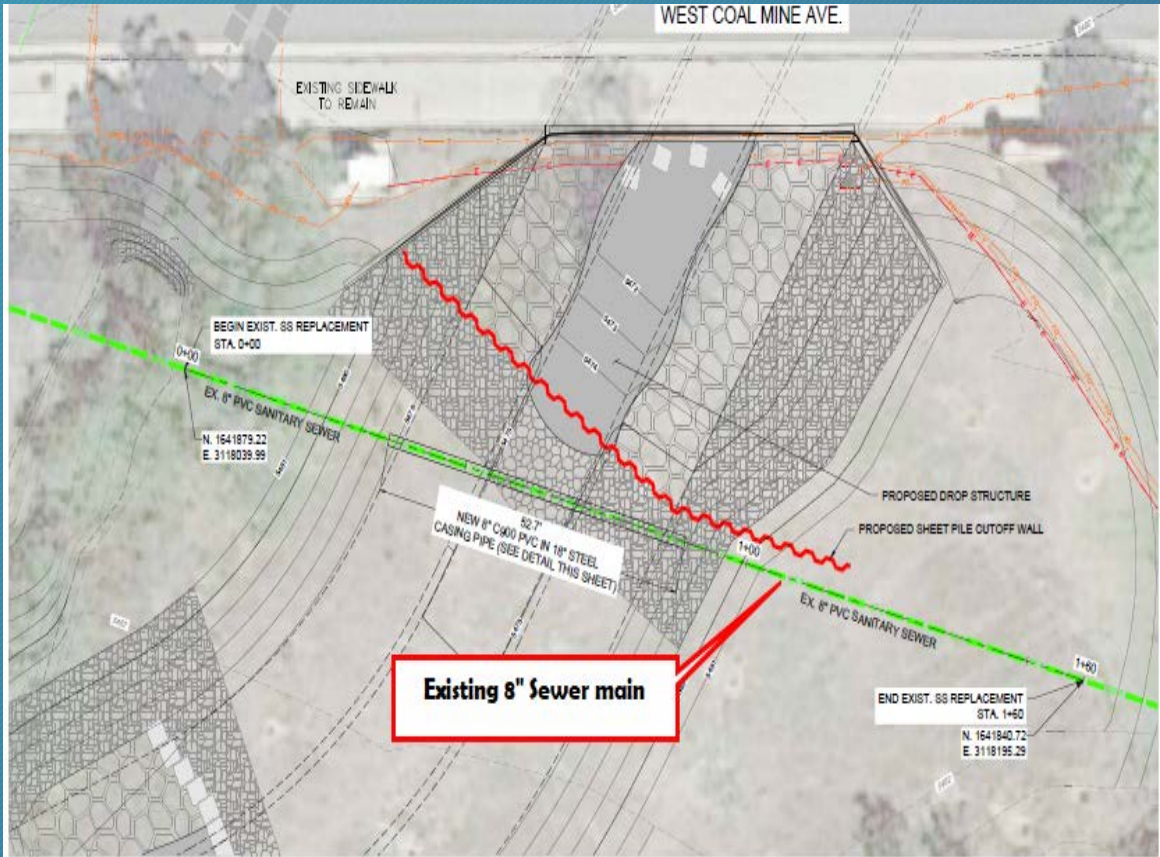 WEST COAL MINE AVE.
EXISTING SIDEWALK
TO REMAIN
BEGIN EXIST. SS REPLACEMENT
STA. 0+00
0+00
EX. 8" PVC SANITARY SEWER
N. 1641879.22
E. 3118039.99
52.7'
NEW 8" C900 PVC IN 18" STEEL
CASING PIPE (SEE DETAIL THIS SHEET)
PROPOSED DROP STRUCTURE
PROPOSED SHEET PILE CUTOFF WALL
1+00
EX. 8" PVC SANITARY SEWER
Existing 8" Sewer main
1+60
END EXIST. SS REPLACEMENT
STA. 1+60
N. 1641840.72
E. 3118195.29